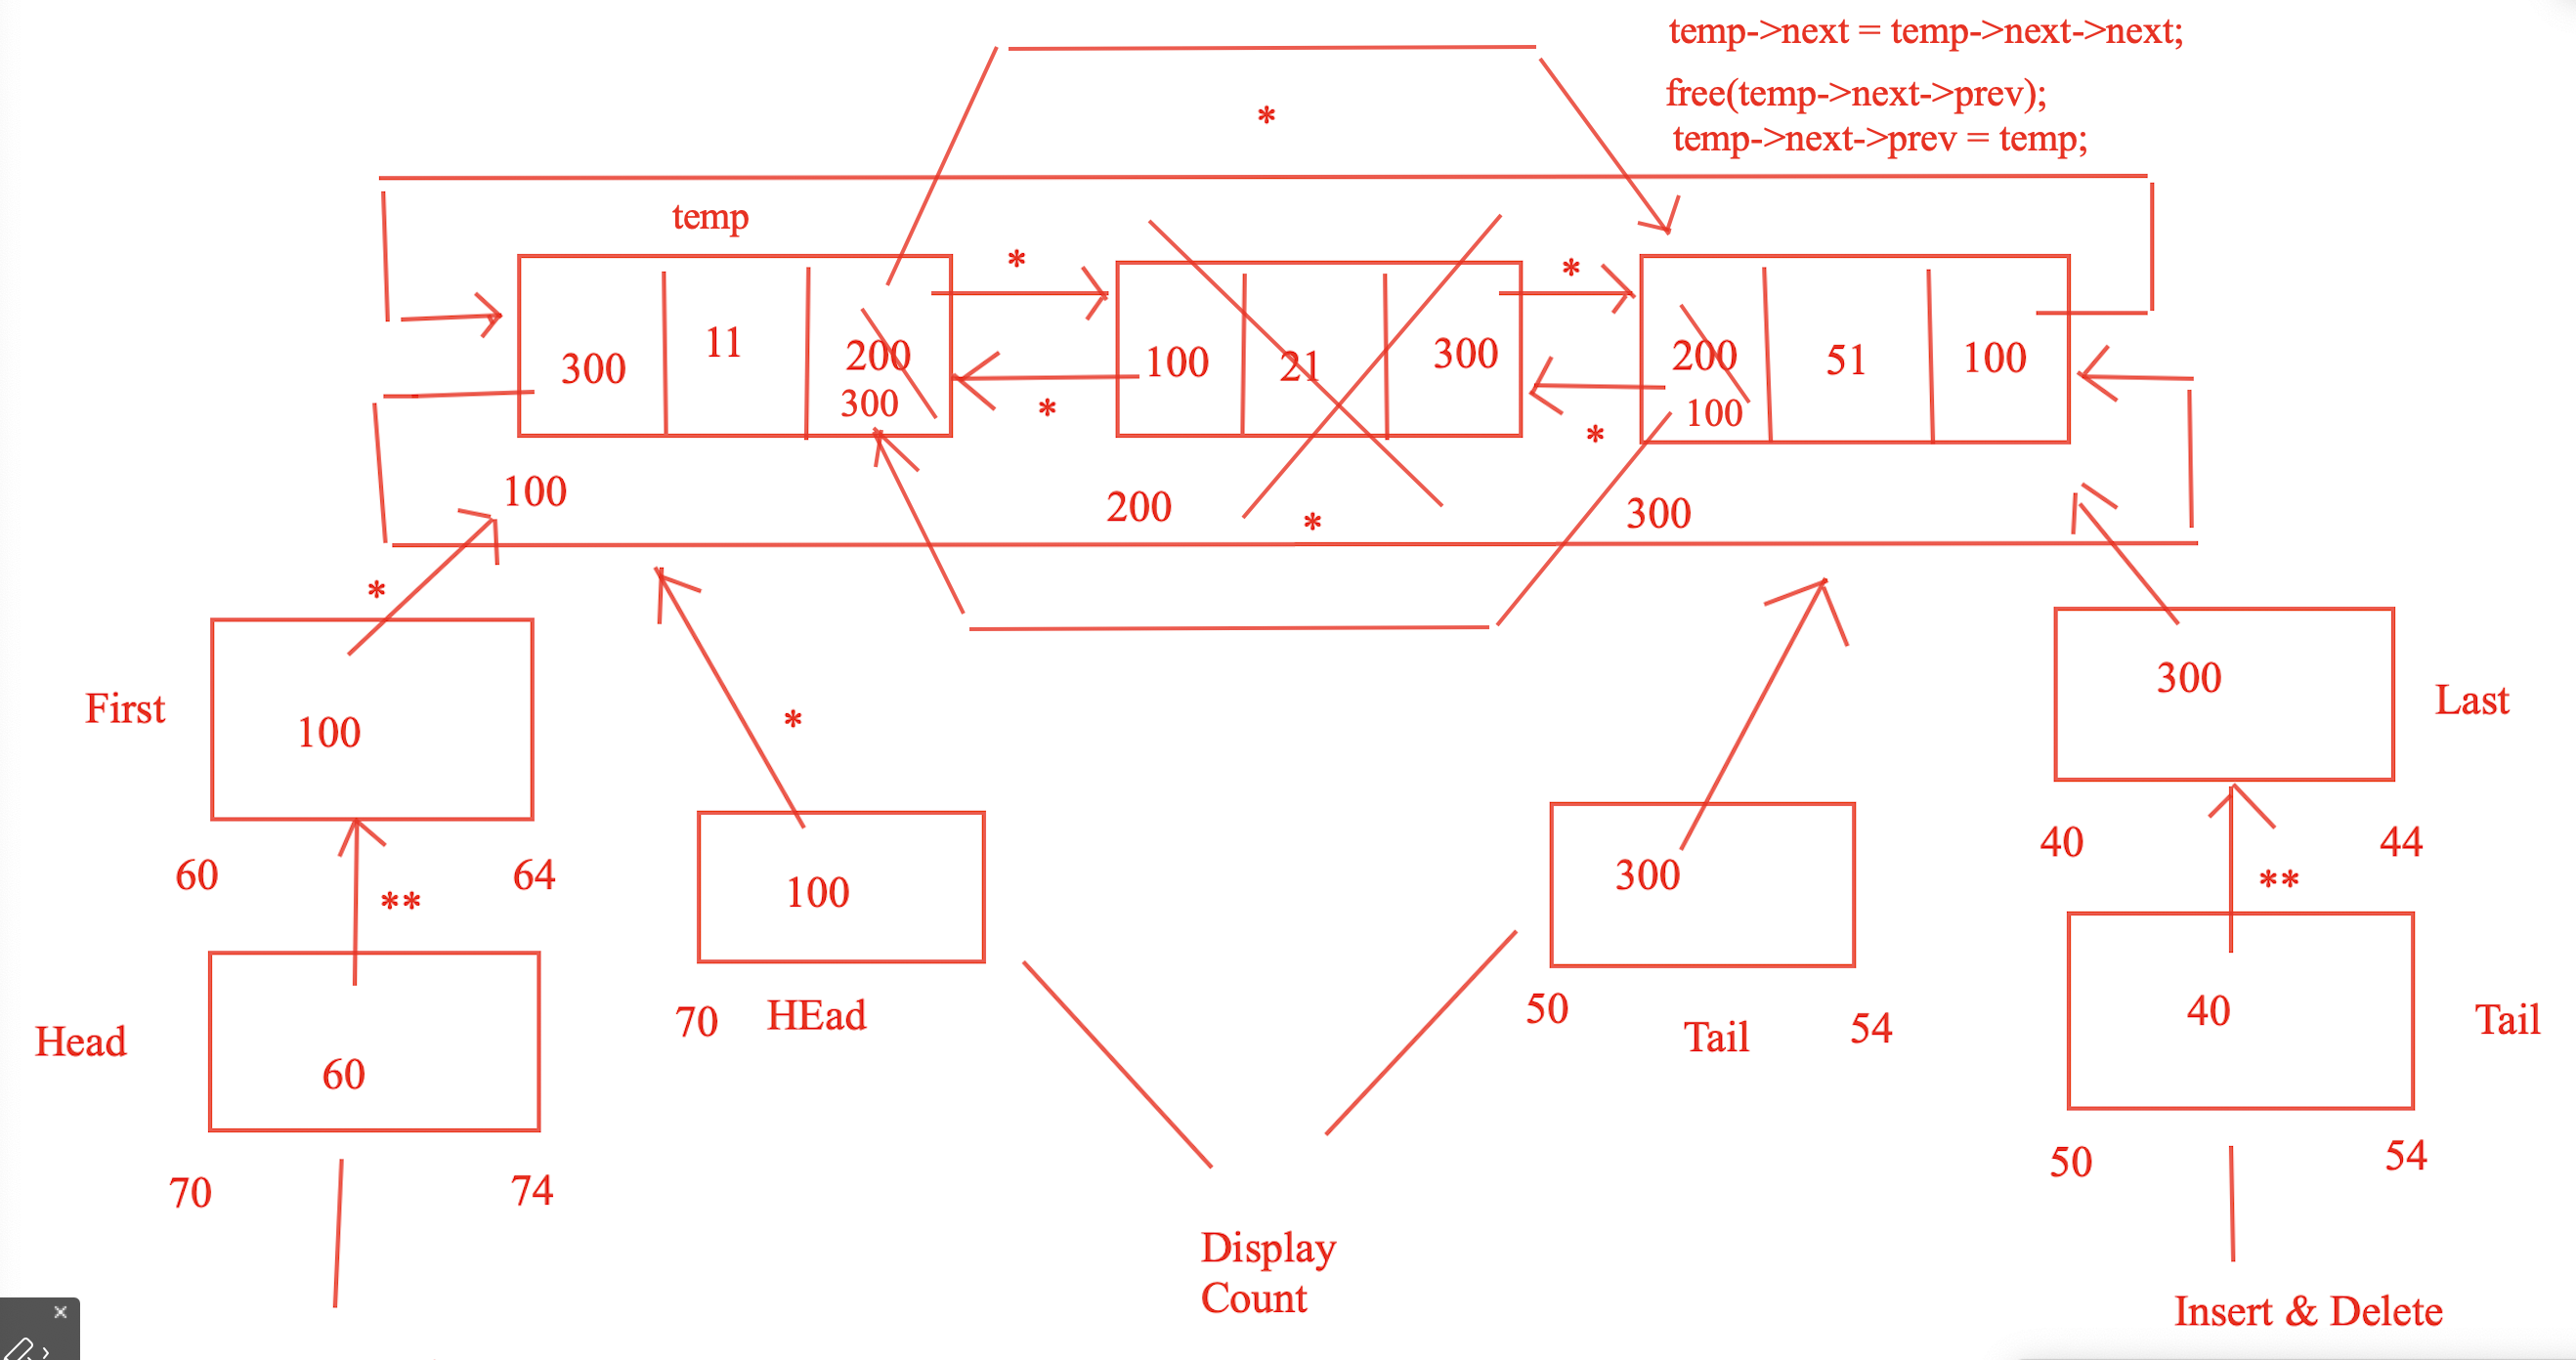 temp->next = temp->next->next;
free(temp->next->prev);
temp->next->prev = temp;
*
temp
* *
300 11 200 100 21 300 200 51 100
300 100
* *
100 200 * 300
*
First 100 300 Last
*
60 64 40 44
** **
100 300
Head 60 70 HEad 50 Tail 54 40 Tail
70 74 50 54
Display
Count
Insert & Delete